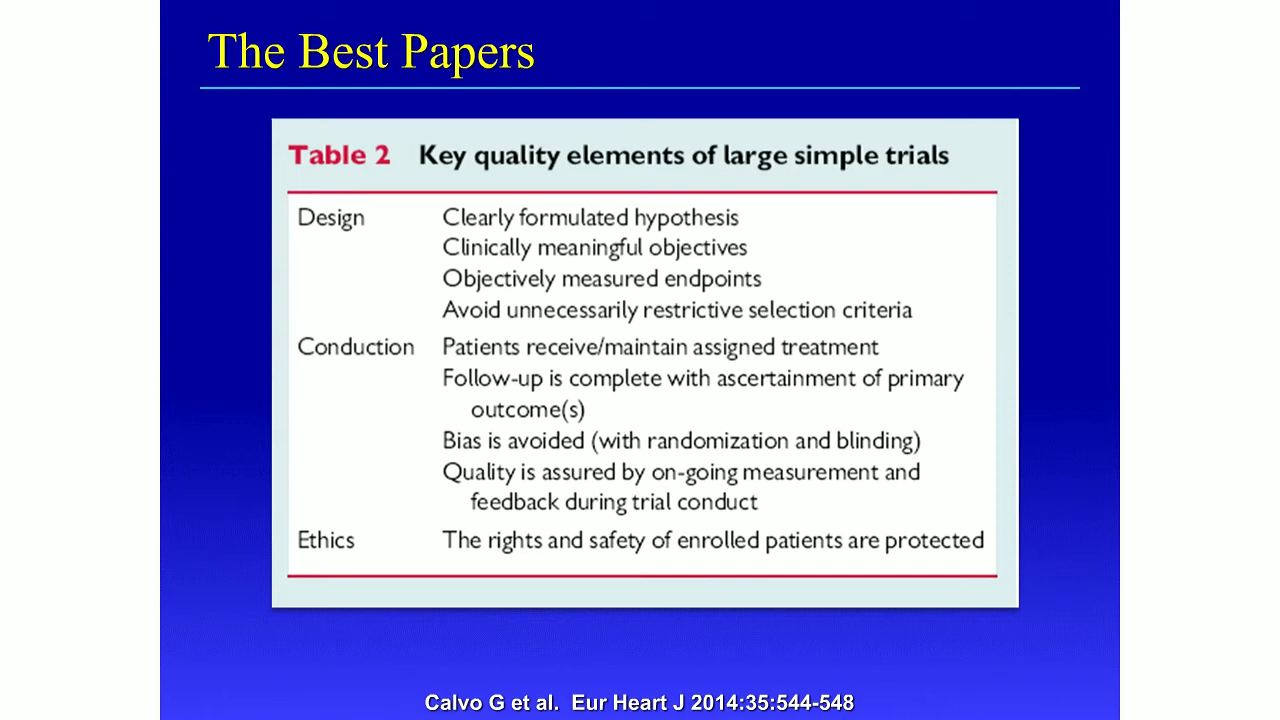 The Best Papers
Table 2 Key quality elements of large simple trials
Design Clearly formulated hypothesis
Clinically meaningful objectives
Objectively measured endpoints
Avoid unnecessarily restrictive selection criteria
Conduction Patients receive/maintain assigned treatment
Follow-up is complete with ascertainment of primary
outcome(s)
Bias is avoided (with randomization and blinding)
Quality is assured by on-going measurement and
feedback during trial conduct
Ethics The rights and safety of enrolled patients are protected
Calvo G et al. Eur Heart J 2014:35:544-548